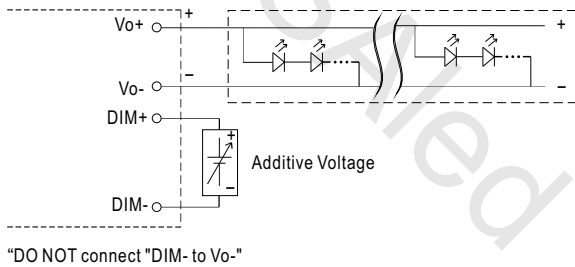 Vo+
+
+
Vo-
–
–
DIM+
+
Additive Voltage
–
DIM-
“DO NOT connect "DIM- to Vo-"